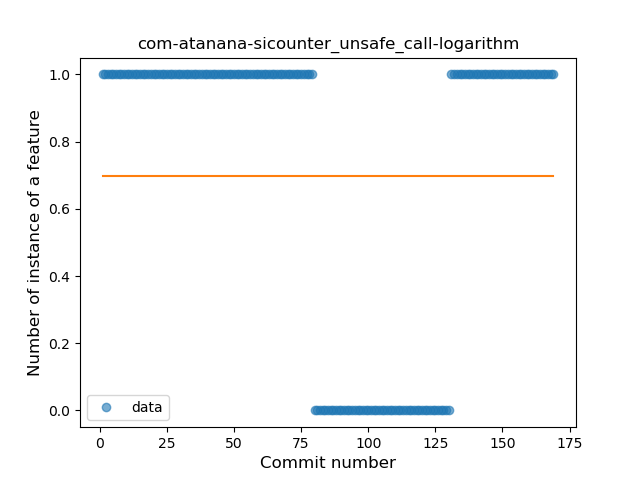 com-atanana-sicounter_unsafe_call-logarithm
Number of instance of a feature
1.0
0.8
0.6
0.4
0.2
0.0
data
0 25 50 75 100 125 150 175
Commit number